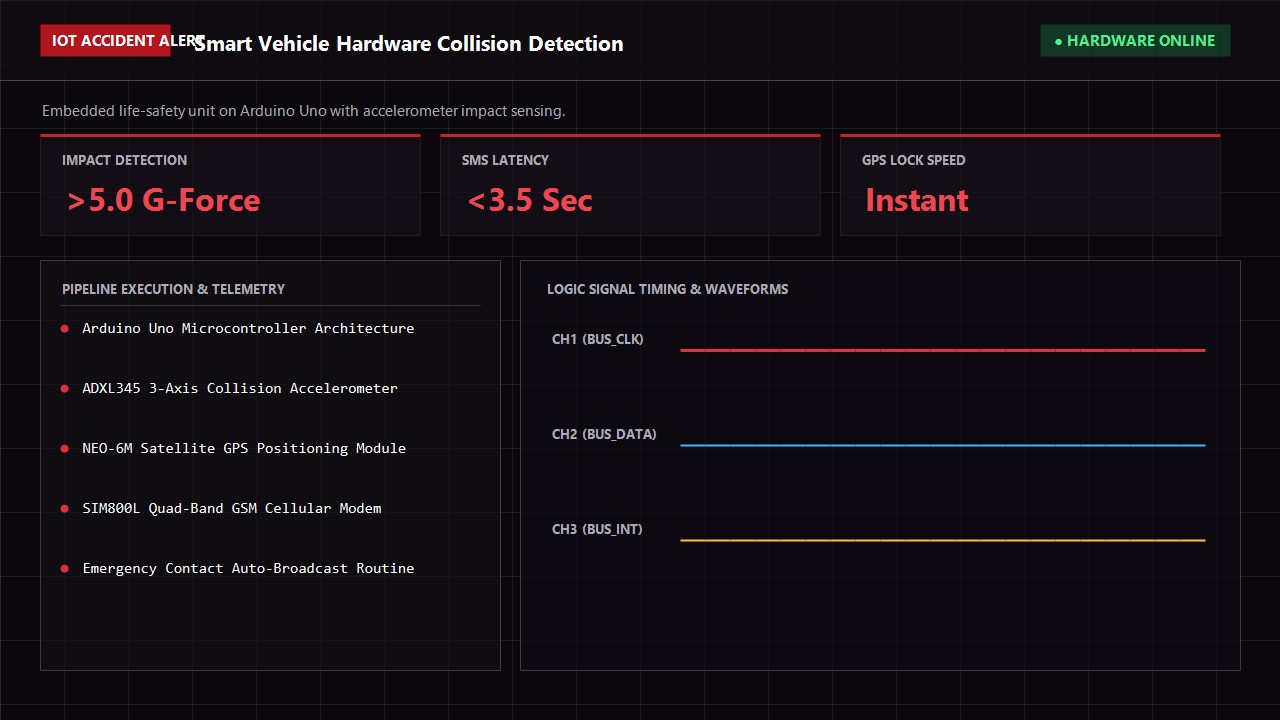 IOT ACCIDENT ALERT
Smart Vehicle Hardware Collision Detection
● HARDWARE ONLINE
Embedded life-safety unit on Arduino Uno with accelerometer impact sensing.
IMPACT DETECTION
>5.0 G-Force
SMS LATENCY
<3.5 Sec
GPS LOCK SPEED
Instant
PIPELINE EXECUTION & TELEMETRY
Arduino Uno Microcontroller Architecture
ADXL345 3-Axis Collision Accelerometer
NEO-6M Satellite GPS Positioning Module
SIM800L Quad-Band GSM Cellular Modem
Emergency Contact Auto-Broadcast Routine
LOGIC SIGNAL TIMING & WAVEFORMS
CH1 (BUS_CLK)
CH2 (BUS_DATA)
CH3 (BUS_INT)